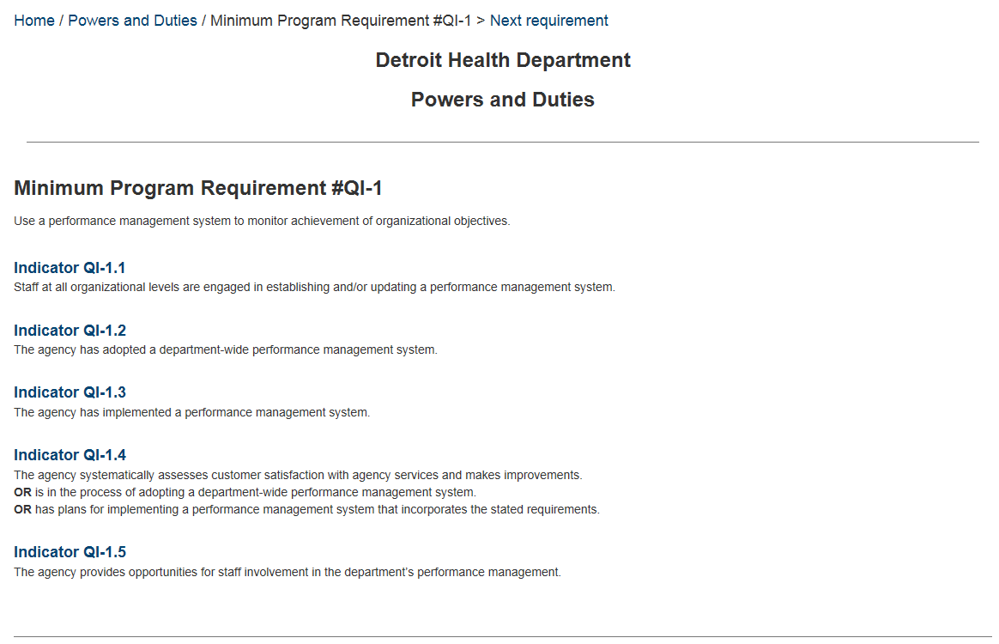 Home / Powers and Duties / Minimum Program Requirement #QI-1 > Next requirement
Detroit Health Department
Powers and Duties
Minimum Program Requirement #QI-1
Use a performance management system to monitor achievement of organizational objectives.
Indicator QI-1.1
Staff at all organizational levels are engaged in establishing and/or updating a performance management system.
Indicator QI-1.2
The agency has adopted a department-wide performance management system.
Indicator QI-1.3
The agency has implemented a performance management system.
Indicator QI-1.4
The agency systematically assesses customer satisfaction with agency services and makes improvements.
OR is in the process of adopting a department-wide performance management system.
OR has plans for implementing a performance management system that incorporates the stated requirements.
Indicator QI-1.5
The agency provides opportunities for staff involvement in the department’s performance management.